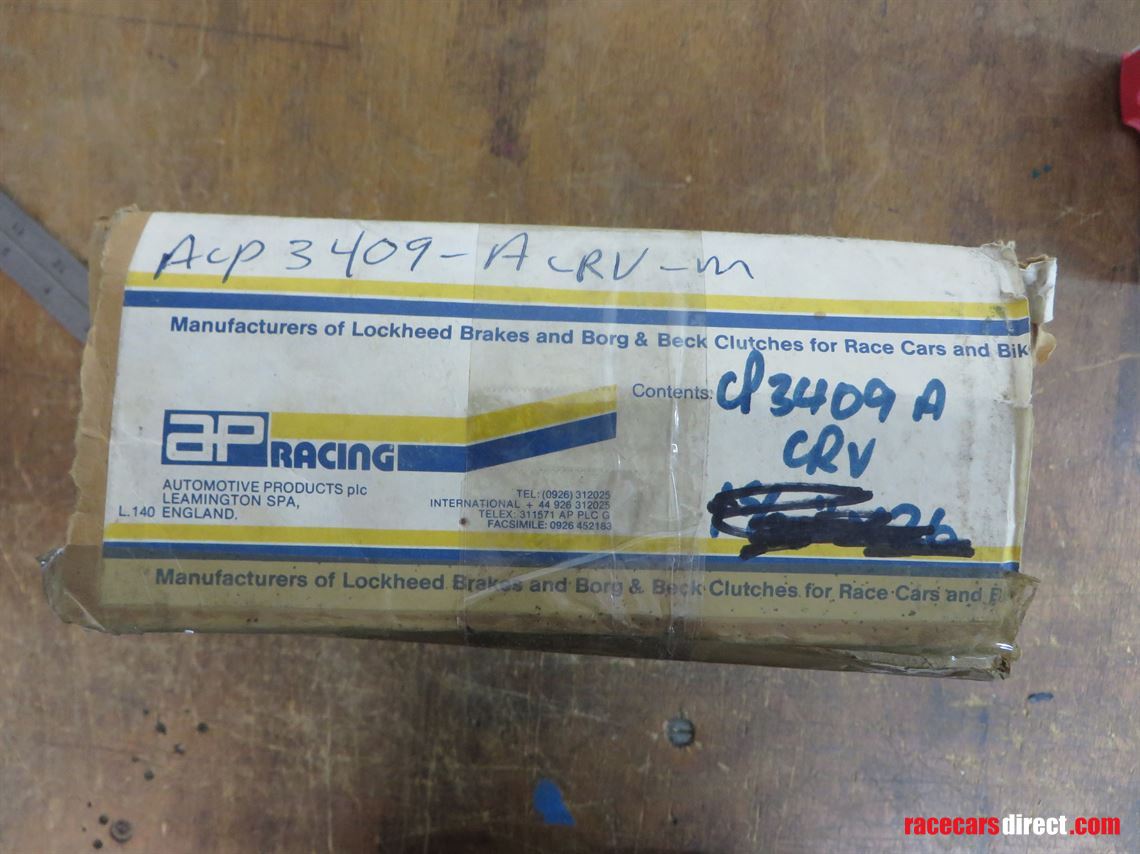 ACP 3409-A CRV-m
Manufacturers of Lockheed Brakes and Borg & Beck Clutches for Race Cars and Bik
Contents: CP3409 A
CRV
AP RACING
AUTOMOTIVE PRODUCTS plc
LEAMINGTON SPA,
L.140 ENGLAND.
TEL: (0926) 312025
INTERNATIONAL + 44 926 312025
TELEX: 311571 AP PLC G
FACSIMILE: 0926 452183
Manufacturers of Lockheed Brakes and Borg & Beck Clutches for Race Cars and B
racecarsdirect.com